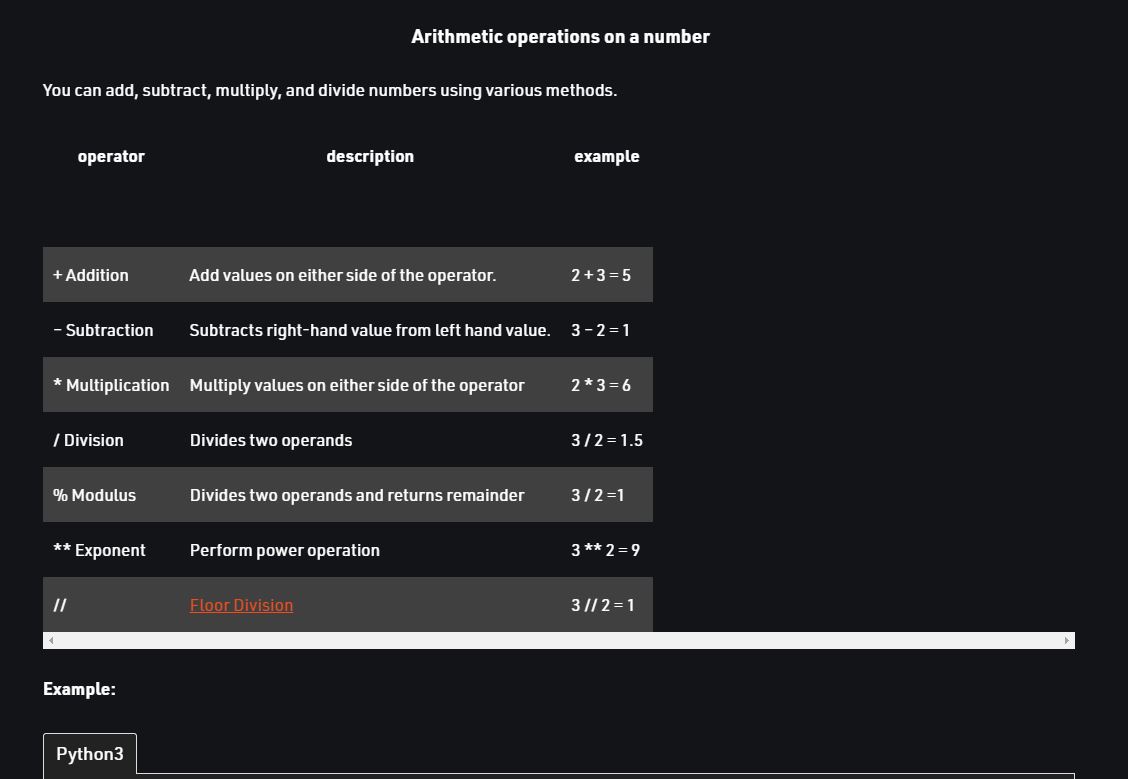 Arithmetic operations on a number
You can add, subtract, multiply, and divide numbers using various methods.
operator description example
+ Addition Add values on either side of the operator. 2 + 3 = 5
− Subtraction Subtracts right-hand value from left hand value. 3 − 2 = 1
* Multiplication Multiply values on either side of the operator 2 * 3 = 6
/ Division Divides two operands 3 / 2 = 1.5
% Modulus Divides two operands and returns remainder 3 / 2 =1
** Exponent Perform power operation 3 ** 2 = 9
// Floor Division 3 // 2 = 1
Example:
Python3